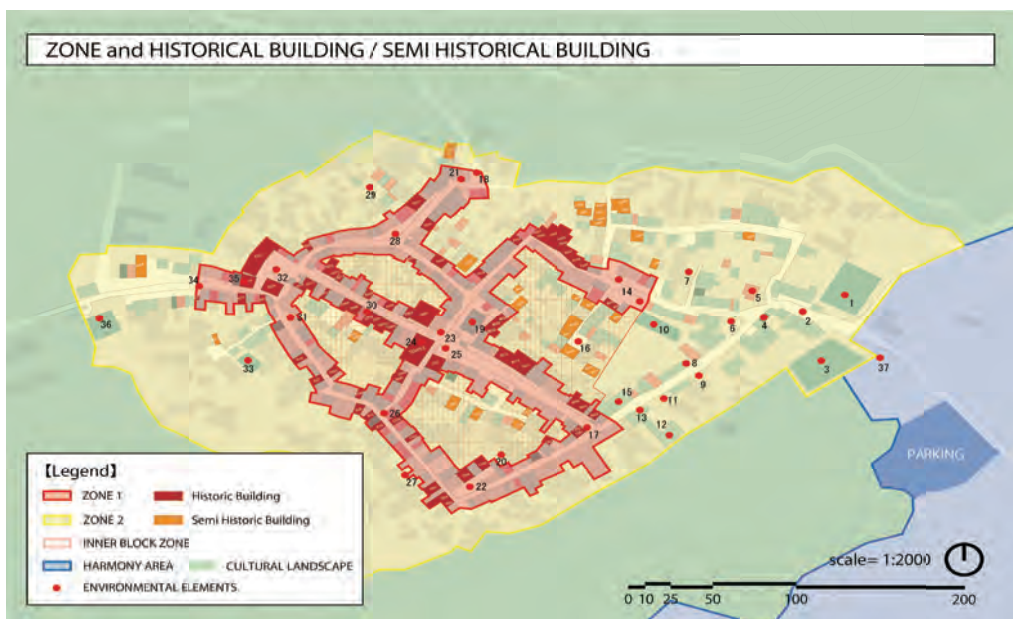 ZONE and HISTORICAL BUILDING / SEMI HISTORICAL BUILDING
21
18
29
28
34
35
32
14
7
5
1
30
21
36
19
10
6
4
2
23
24
25
16
33
8
9
3
37
15
11
26
13
17
12
20
27
22
PARKING
【Legend】
ZONE 1
Historic Building
ZONE 2
Semi Historic Building
INNER BLOCK ZONE
HARMONY AREA
CULTURAL LANDSCAPE
ENVIRONMENTAL ELEMENTS
scale= 1:2000
0 10 25 50 100 200